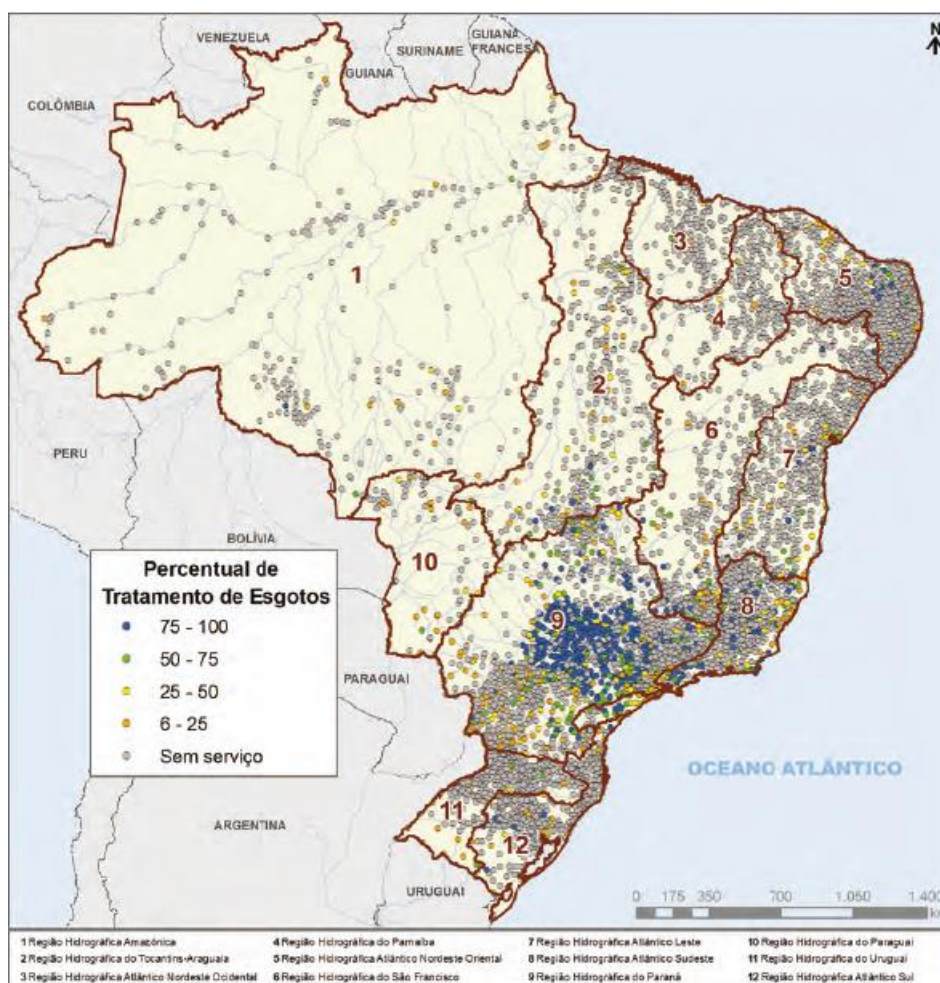 VENEZUELA
GUIANA
FRANCESA
SURINAME
GUIANA
N
COLÔMBIA
1
2
3
4
5
6
7
8
9
10
11
12
PERU
BOLÍVIA
PARAGUAI
ARGENTINA
URUGUAI
OCEANO ATLÂNTICO
Percentual de
Tratamento de Esgotos
75 - 100
50 - 75
25 - 50
6 - 25
Sem serviço
0 175 350 700 1.050 1.400
1 Região Hidrográfica Amazônica
2 Região Hidrográfica do Tocantins-Araguaia
3 Região Hidrográfica Atlântico Nordeste Ocidental
4 Região Hidrográfica do Parnaíba
5 Região Hidrográfica Atlântico Nordeste Oriental
6 Região Hidrográfica do São Francisco
7 Região Hidrográfica Atlântico Leste
8 Região Hidrográfica Atlântico Sudeste
9 Região Hidrográfica do Paraná
10 Região Hidrográfica do Paraguai
11 Região Hidrográfica do Uruguai
12 Região Hidrográfica Atlântico Sul